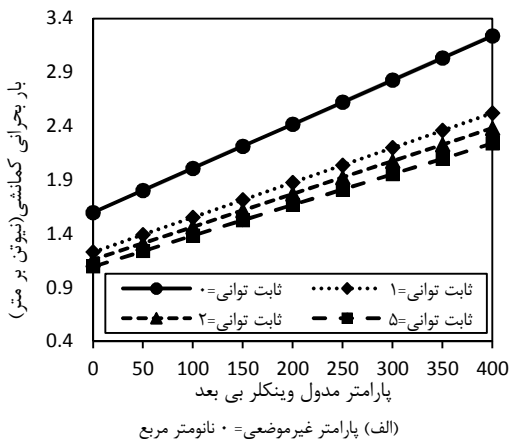 3.4
2.9
2.4
1.9
1.4
0.9
0.4
بار بحرانی کمانشی(نیوتن بر متر)
ثابت توانی=۰
ثابت توانی=۱
ثابت توانی=۲
ثابت توانی=۵
0 50 100 150 200 250 300 350 400
پارامتر مدول وینکلر بی بعد
(الف) پارامتر غیرموضعی= ۰ نانومتر مربع